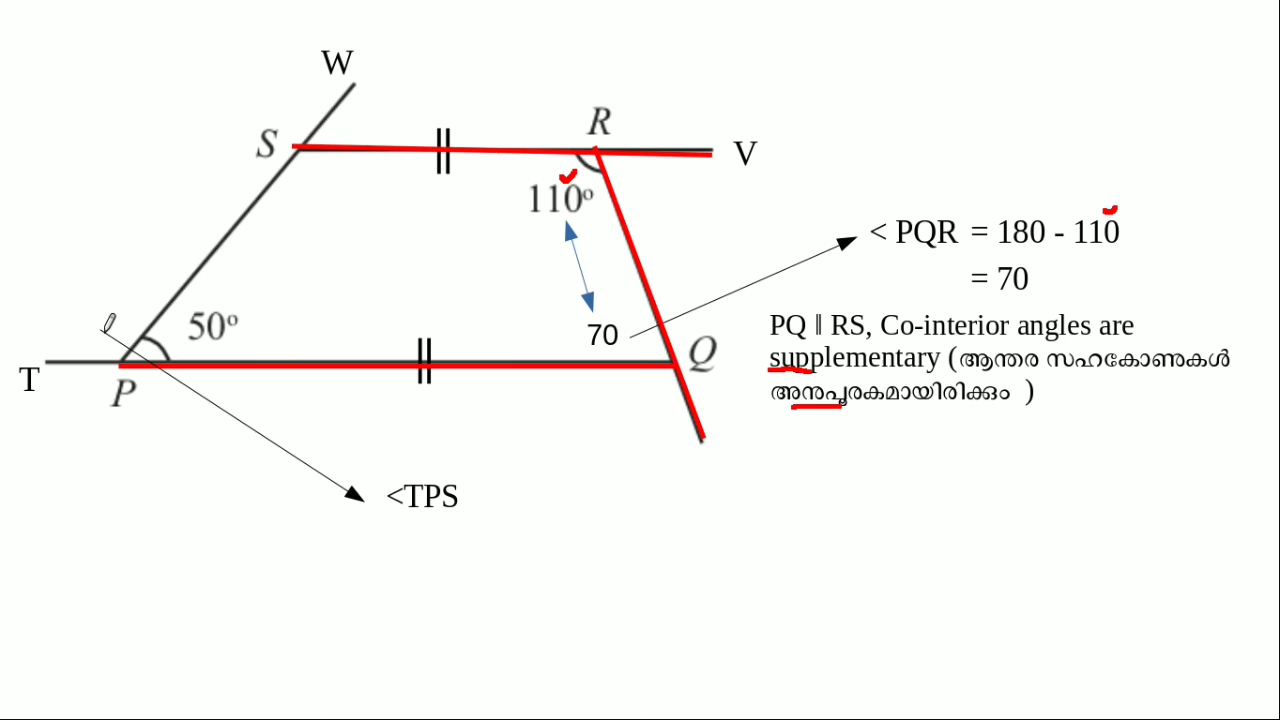 W
S
R
V
110°
< PQR = 180 - 110
= 70
50°
70
PQ ∥ RS, Co-interior angles are
supplementary (ആന്തര സഹകോണുകൾ
അനുപൂരകമായിരിക്കും )
Q
T
P
<TPS